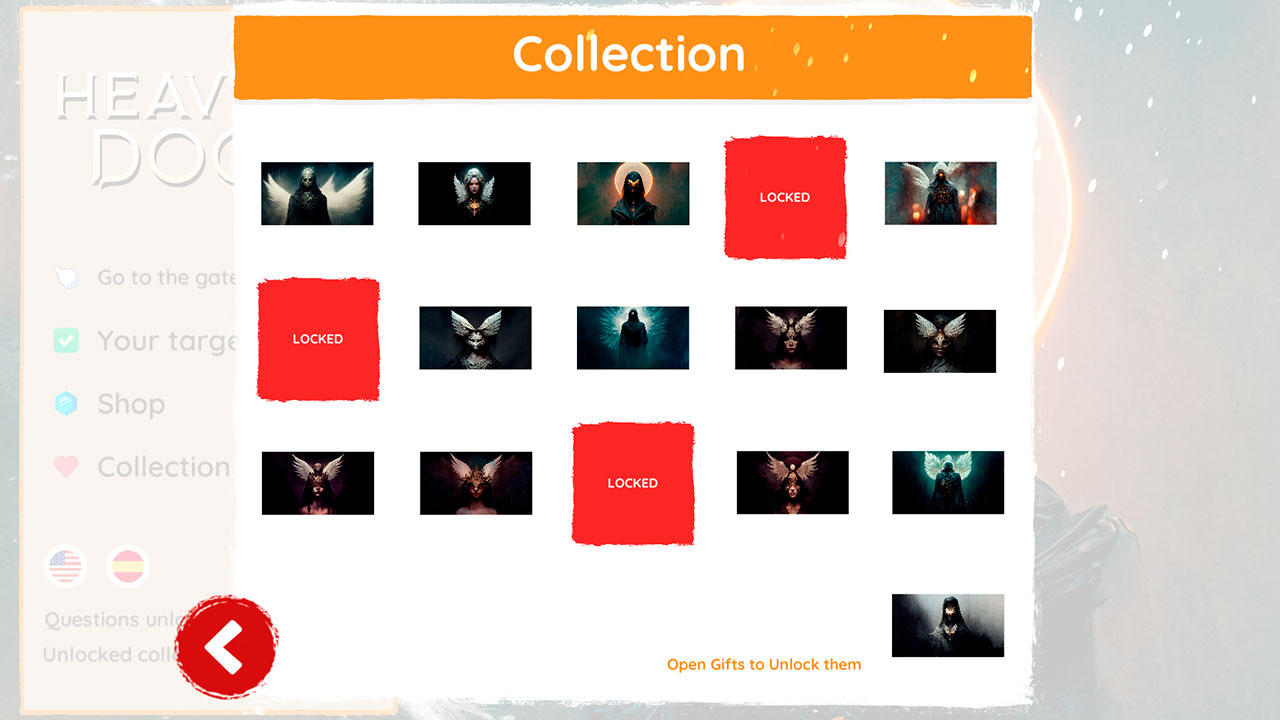 Collection
HEAV
DOO
LOCKED
Go to the gate
LOCKED
Your targe
Shop
Collection
LOCKED
Questions unlo
Unlocked colle
Open Gifts to Unlock them